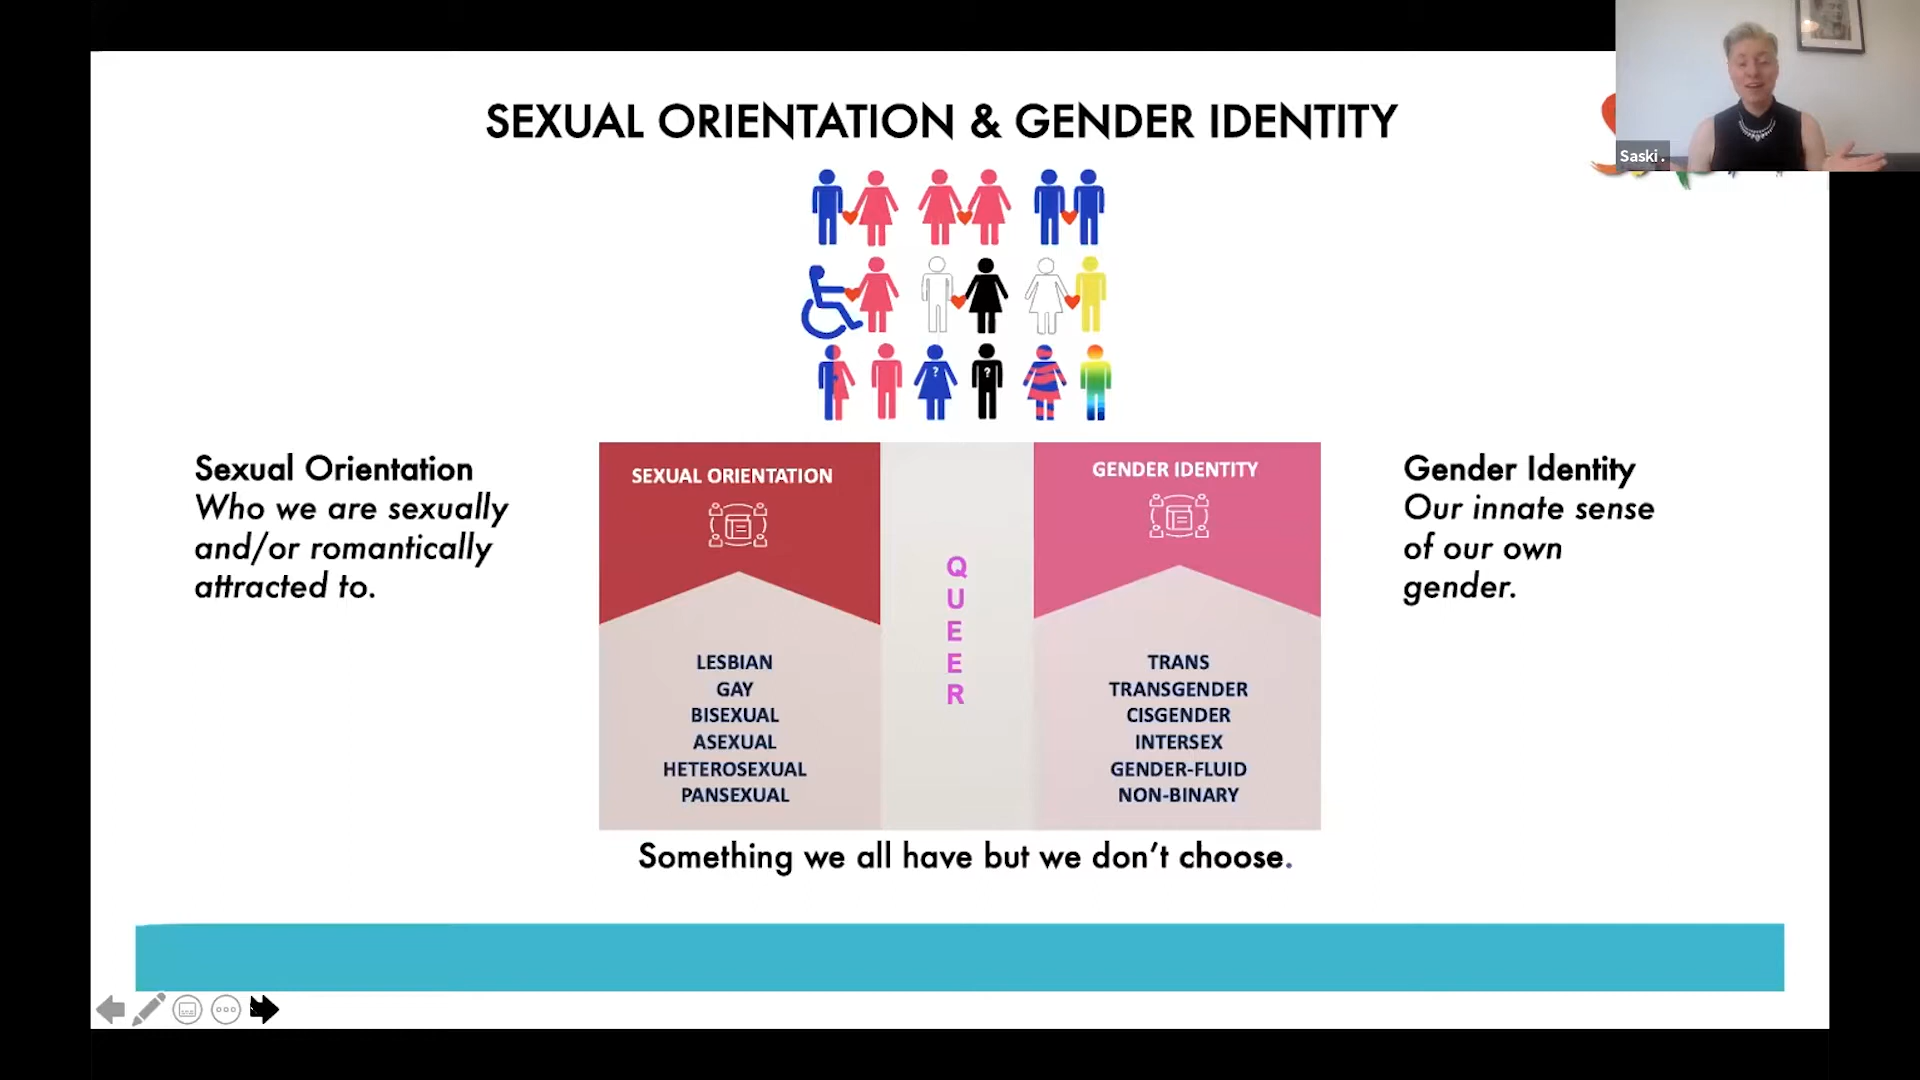 Saski .
SEXUAL ORIENTATION & GENDER IDENTITY
?
?
Sexual Orientation
Who we are sexually
and/or romantically
attracted to.
SEXUAL ORIENTATION
LESBIAN
GAY
BISEXUAL
ASEXUAL
HETEROSEXUAL
PANSEXUAL
Q
U
E
E
R
GENDER IDENTITY
TRANS
TRANSGENDER
CISGENDER
INTERSEX
GENDER-FLUID
NON-BINARY
Gender Identity
Our innate sense
of our own
gender.
Something we all have but we don't choose.